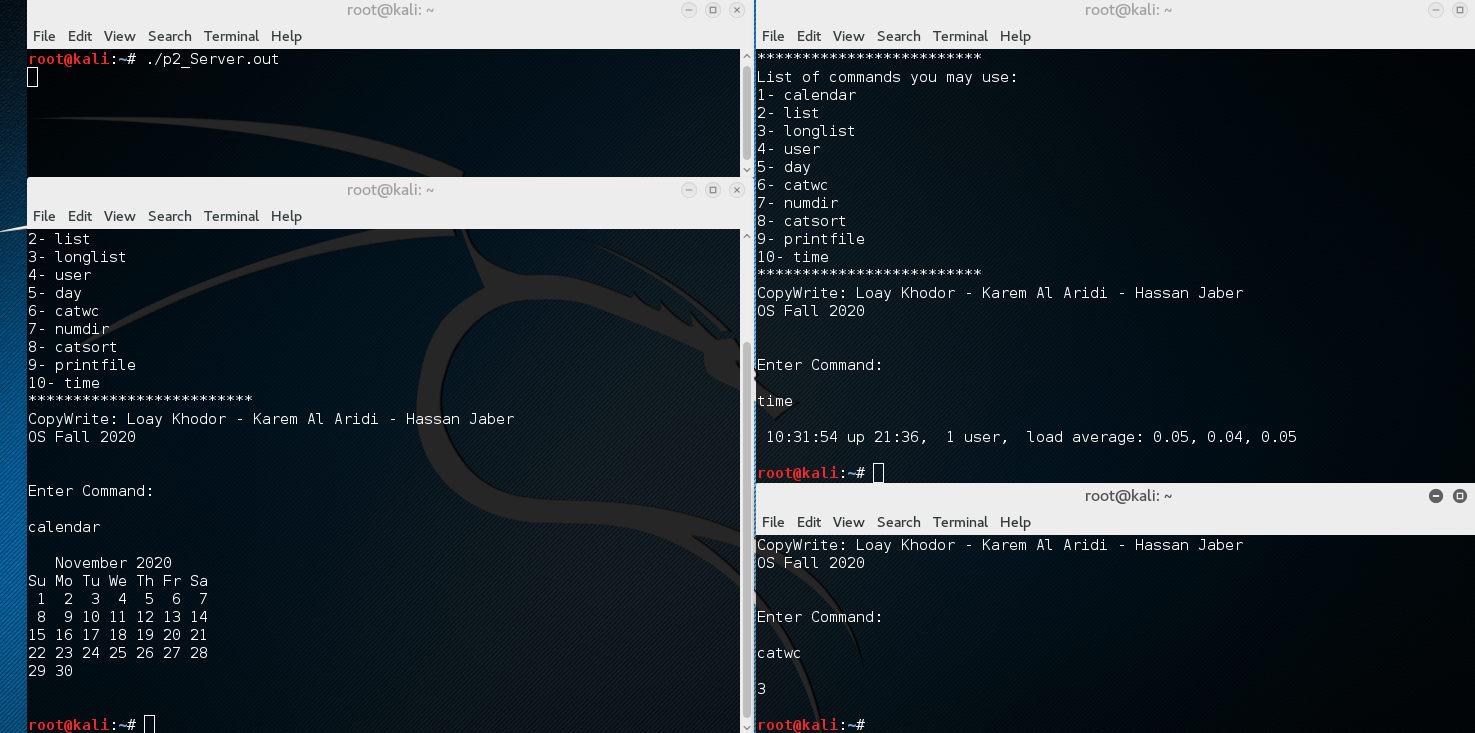 root@kali: ~
File Edit View Search Terminal Help
root@kali:~# ./p2_Server.out
root@kali: ~
File Edit View Search Terminal Help
2- list
3- longlist
4- user
5- day
6- catwc
7- numdir
8- catsort
9- printfile
10- time
*************************
CopyWrite: Loay Khodor - Karem Al Aridi - Hassan Jaber
OS Fall 2020
Enter Command:
calendar
November 2020
Su Mo Tu We Th Fr Sa
1 2 3 4 5 6 7
8 9 10 11 12 13 14
15 16 17 18 19 20 21
22 23 24 25 26 27 28
29 30
root@kali:~#
root@kali: ~
File Edit View Search Terminal Help
*************************
List of commands you may use:
1- calendar
2- list
3- longlist
4- user
5- day
6- catwc
7- numdir
8- catsort
9- printfile
10- time
*************************
CopyWrite: Loay Khodor - Karem Al Aridi - Hassan Jaber
OS Fall 2020
Enter Command:
time
10:31:54 up 21:36,  1 user,  load average: 0.05, 0.04, 0.05
root@kali:~#
root@kali: ~
File Edit View Search Terminal Help
CopyWrite: Loay Khodor - Karem Al Aridi - Hassan Jaber
OS Fall 2020
Enter Command:
catwc
3
root@kali:~#